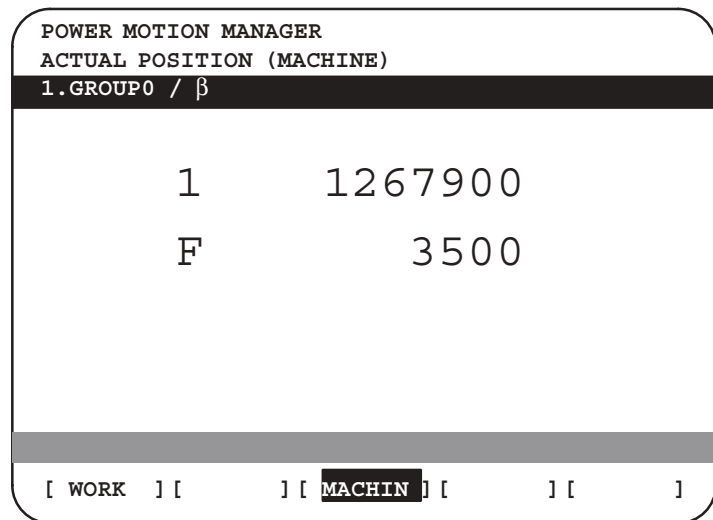 POWER MOTION MANAGER
ACTUAL POSITION (MACHINE)
1.GROUP0 / β
1 1267900
F 3500
[ WORK ][ ][ MACHIN ][ ][ ]